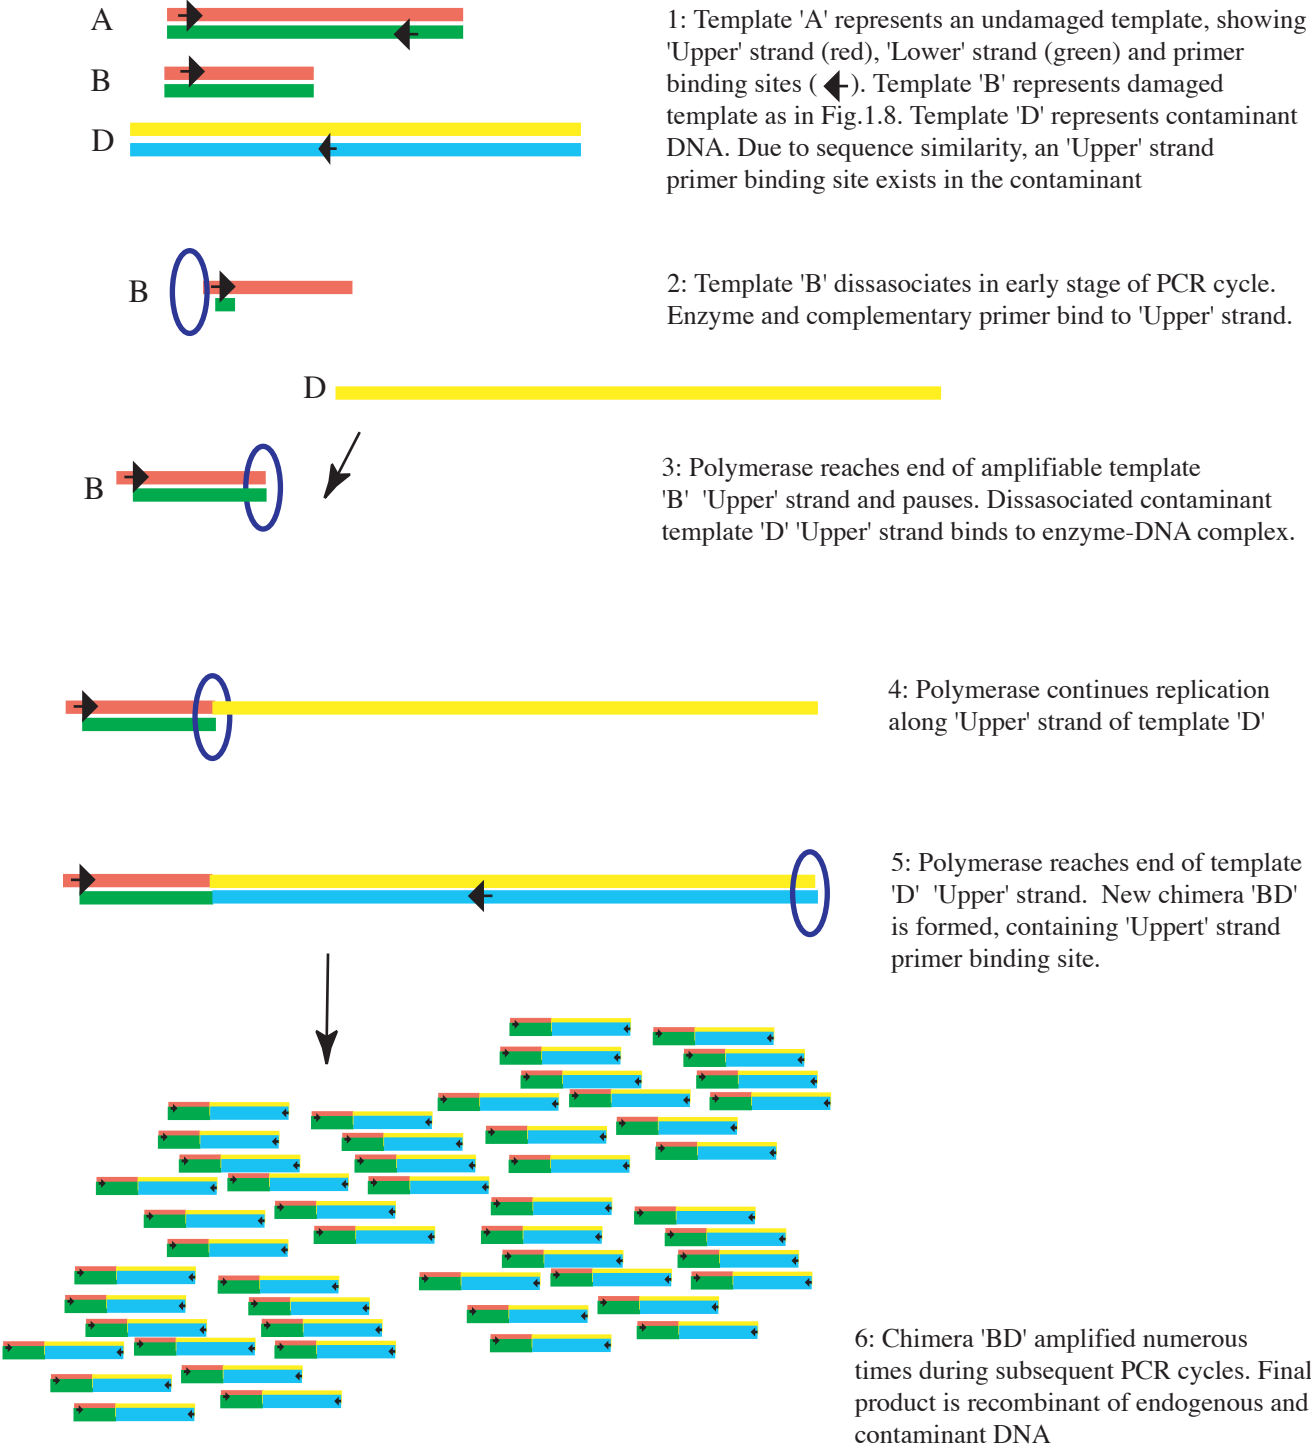 A
B
D
1: Template 'A' represents an undamaged template, showing
'Upper' strand (red), 'Lower' strand (green) and primer
binding sites ( ). Template 'B' represents damaged
template as in Fig.1.8. Template 'D' represents contaminant
DNA. Due to sequence similarity, an 'Upper' strand
primer binding site exists in the contaminant
B
2: Template 'B' dissasociates in early stage of PCR cycle.
Enzyme and complementary primer bind to 'Upper' strand.
D
B
3: Polymerase reaches end of amplifiable template
'B' 'Upper' strand and pauses. Dissasociated contaminant
template 'D' 'Upper' strand binds to enzyme-DNA complex.
4: Polymerase continues replication
along 'Upper' strand of template 'D'
5: Polymerase reaches end of template
'D' 'Upper' strand. New chimera 'BD'
is formed, containing 'Uppert' strand
primer binding site.
6: Chimera 'BD' amplified numerous
times during subsequent PCR cycles. Final
product is recombinant of endogenous and
contaminant DNA